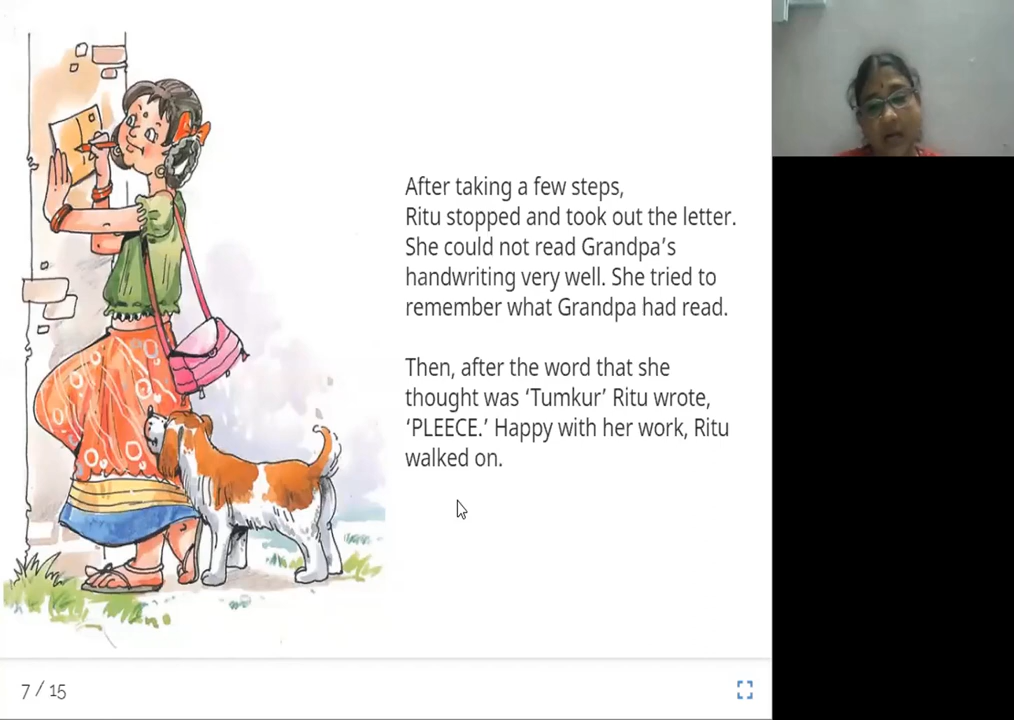 After taking a few steps,
Ritu stopped and took out the letter.
She could not read Grandpa’s
handwriting very well. She tried to
remember what Grandpa had read.
Then, after the word that she
thought was ‘Tumkur’ Ritu wrote,
‘PLEECE.’ Happy with her work, Ritu
walked on.
7 / 15